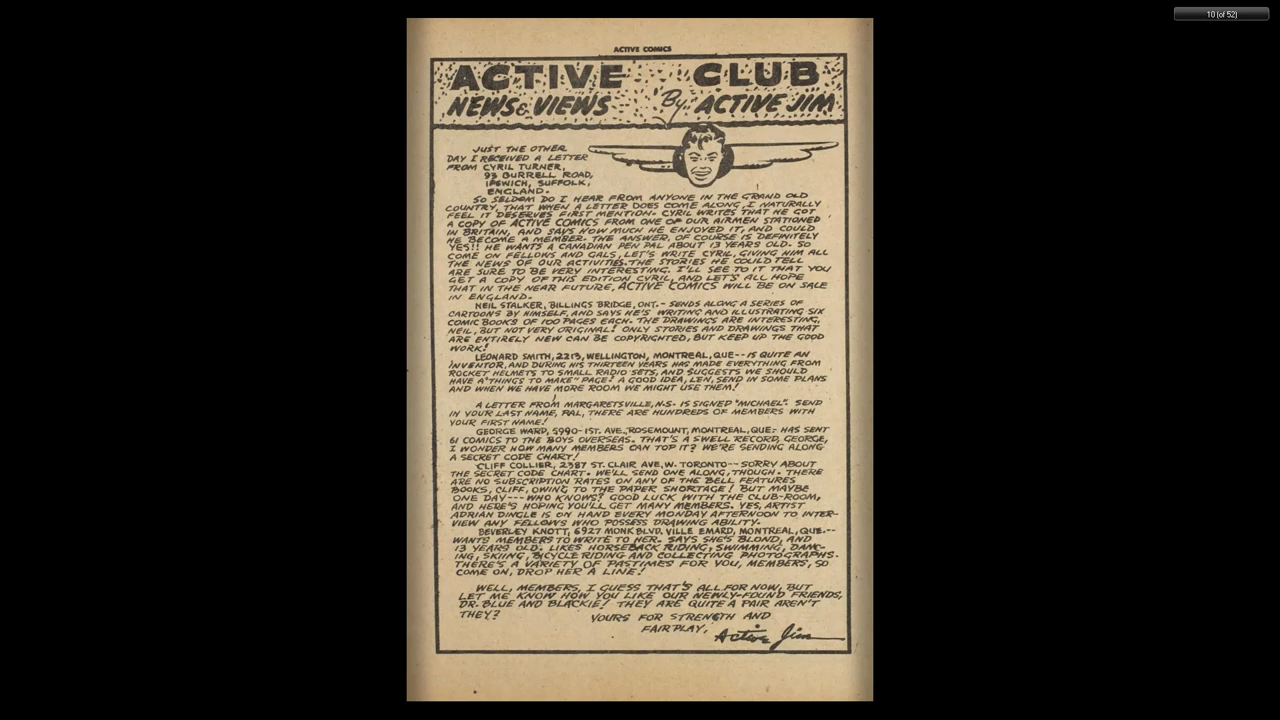 10 (of 52)
ACTIVE COMICS
ACTIVE CLUB
NEWS & VIEWS By ACTIVE JIM
JUST THE OTHER
DAY I RECEIVED A LETTER
FROM CYRIL TURNER,
93 BURRELL ROAD,
IPSWICH, SUFFOLK,
ENGLAND.
SO SELDOM DO I HEAR FROM ANYONE IN THE GRAND OLD
COUNTRY, THAT WHEN A LETTER DOES COME ALONG, I NATURALLY
FEEL IT DESERVES FIRST MENTION. CYRIL WRITES THAT HE GOT
A COPY OF ACTIVE COMICS FROM ONE OF OUR AIRMEN STATIONED
IN BRITAIN, AND SAYS HOW MUCH HE ENJOYED IT, AND COULD
HE BECOME A MEMBER. THE ANSWER, OF COURSE IS DEFINITELY
YES!! HE WANTS A CANADIAN PEN PAL ABOUT 13 YEARS OLD. SO
COME ON FELLOWS AND GALS, LET'S WRITE CYRIL, GIVING HIM ALL
THE NEWS OF OUR ACTIVITIES. THE STORIES HE COULD TELL
ARE SURE TO BE VERY INTERESTING. I'LL SEE TO IT THAT YOU
GET A COPY OF THIS EDITION CYRIL, AND LET'S ALL HOPE
THAT IN THE NEAR FUTURE, ACTIVE COMICS WILL BE ON SALE
IN ENGLAND.
NEIL STALKER, BILLINGS BRIDGE, ONT. - SENDS ALONG A SERIES OF
CARTOONS BY HIMSELF, AND SAYS HE'S WRITING AND ILLUSTRATING SIX
COMIC BOOKS OF 100 PAGES EACH. THE DRAWINGS ARE INTERESTING,
NEIL, BUT NOT VERY ORIGINAL! ONLY STORIES AND DRAWINGS THAT
ARE ENTIRELY NEW CAN BE COPYRIGHTED, BUT KEEP UP THE GOOD
WORK!
LEONARD SMITH, 2213, WELLINGTON, MONTREAL, QUE-- IS QUITE AN
INVENTOR, AND DURING HIS THIRTEEN YEARS HAS MADE EVERYTHING FROM
ROCKET HELMETS TO SMALL RADIO SETS, AND SUGGESTS WE SHOULD
HAVE A "THINGS TO MAKE" PAGE! A GOOD IDEA, LEN, SEND IN SOME PLANS
AND WHEN WE HAVE MORE ROOM WE MIGHT USE THEM!
A LETTER FROM MARGARETSVILLE, N.S. IS SIGNED "MICHAEL". SEND
IN YOUR LAST NAME, PAL, THERE ARE HUNDREDS OF MEMBERS WITH
YOUR FIRST NAME!
GEORGE WARD, 5990-1ST. AVE., ROSEMOUNT, MONTREAL, QUE- HAS SENT
61 COMICS TO THE BOYS OVERSEAS. THAT'S A SWELL RECORD, GEORGE,
I WONDER HOW MANY MEMBERS CAN TOP IT? WE'RE SENDING ALONG
A SECRET CODE CHART!
CLIFF COLLIER, 2387 ST. CLAIR AVE, W. TORONTO-- SORRY ABOUT
THE SECRET CODE CHART. WE'LL SEND ONE ALONG, THOUGH. THERE
ARE NO SUBSCRIPTION RATES ON ANY OF THE BELL FEATURES
BOOKS, CLIFF, OWING TO THE PAPER SHORTAGE! BUT MAYBE
ONE DAY---WHO KNOWS? GOOD LUCK WITH THE CLUB-ROOM,
AND HERE'S HOPING YOU'LL GET MANY MEMBERS. YES, ARTIST
ADRIAN DINGLE IS ON HAND EVERY MONDAY AFTERNOON TO INTER-
VIEW ANY FELLOWS WHO POSSESS DRAWING ABILITY.
BEVERLEY KNOTT, 6927 MONK BLVD. VILLE EMARD, MONTREAL, QUE.--
WANTS MEMBERS TO WRITE TO HER. SAYS SHE'S BLOND, AND
13 YEARS OLD. LIKES HORSEBACK RIDING, SWIMMING, DANC-
ING, SKIING, BICYCLE RIDING AND COLLECTING PHOTOGRAPHS.
THERE'S A VARIETY OF PASTIMES FOR YOU, MEMBERS, SO
COME ON, DROP HER A LINE!
WELL, MEMBERS, I GUESS THAT'S ALL FOR NOW, BUT
LET ME KNOW HOW YOU LIKE OUR NEWLY-FOUND FRIENDS,
DR. BLUE AND BLACKIE! THEY ARE QUITE A PAIR AREN'T
THEY?
YOURS FOR STRENGTH AND
FAIR PLAY,
Active Jim